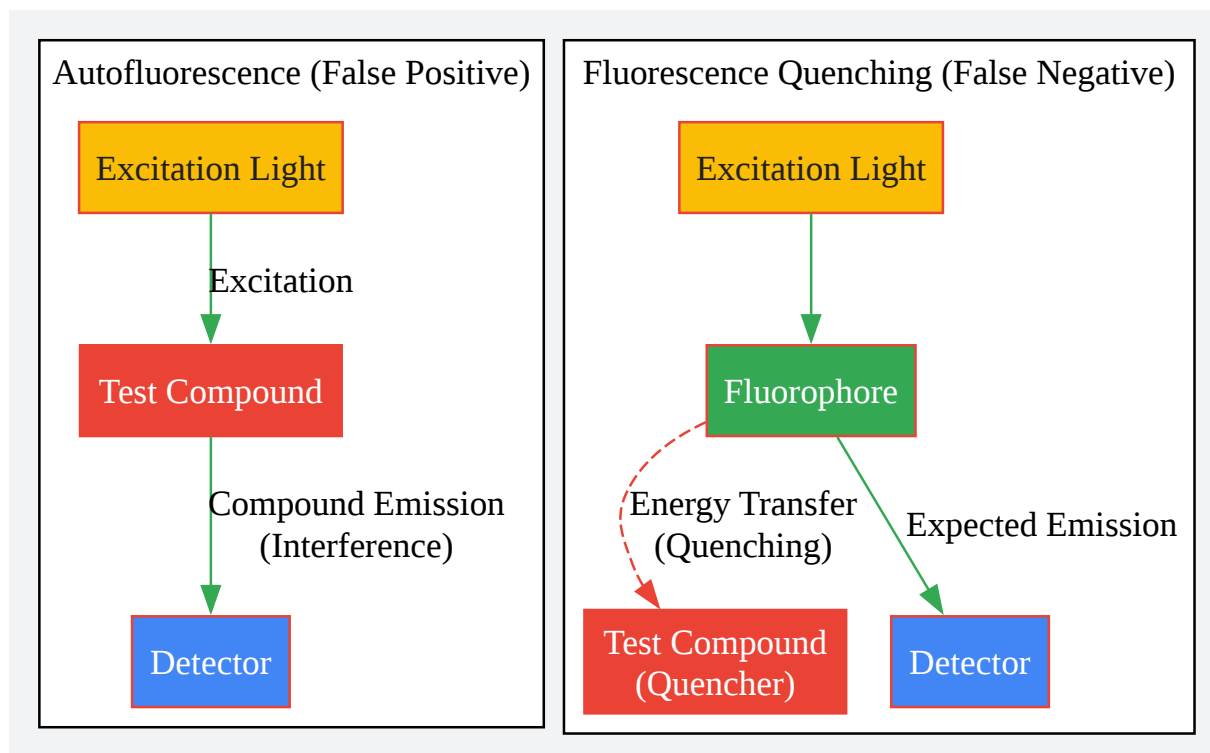 Autofluorescence (False Positive)
Excitation Light
Excitation
Test Compound
Compound Emission
(Interference)
Detector
Fluorescence Quenching (False Negative)
Excitation Light
Fluorophore
Energy Transfer
(Quenching)
Expected Emission
Test Compound
(Quencher)
Detector